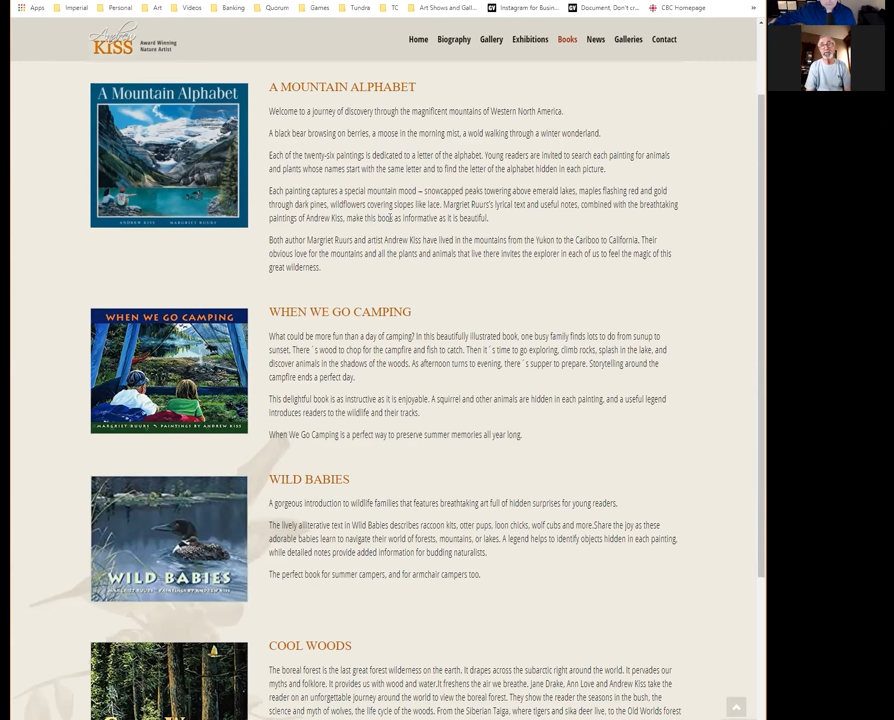 Apps Imperial Personal Art Videos Banking Quorum Games Tundra TC Art Shows and Gall... Instagram for Busin... Document, Don't cr... CBC Homepage »
Andrew
KISS
Award Winning
Nature Artist
Home Biography Gallery Exhibitions Books News Galleries Contact
A Mountain Alphabet
ANDREW KISS MARGRIET RUURS
A MOUNTAIN ALPHABET
Welcome to a journey of discovery through the magnificent mountains of Western North America.
A black bear browsing on berries, a moose in the morning mist, a wold walking through a winter wonderland.
Each of the twenty-six paintings is dedicated to a letter of the alphabet. Young readers are invited to search each painting for animals
and plants whose names start with the same letter and to find the letter of the alphabet hidden in each picture.
Each painting captures a special mountain mood – snowcapped peaks towering above emerald lakes, maples flashing red and gold
through dark pines, wildflowers covering slopes like lace. Margriet Ruurs's lyrical text and useful notes, combined with the breathtaking
paintings of Andrew Kiss, make this book as informative as it is beautiful.
Both author Margriet Ruurs and artist Andrew Kiss have lived in the mountains from the Yukon to the Cariboo to California. Their
obvious love for the mountains and all the plants and animals that live there invites the explorer in each of us to feel the magic of this
great wilderness.
WHEN WE GO CAMPING
MARGRIET RUURS PAINTINGS BY ANDREW KISS
WHEN WE GO CAMPING
What could be more fun than a day of camping? In this beautifully illustrated book, one busy family finds lots to do from sunup to
sunset. There´s wood to chop for the campfire and fish to catch. Then it´s time to go exploring, climb rocks, splash in the lake, and
discover animals in the shadows of the woods. As afternoon turns to evening, there´s supper to prepare. Storytelling around the
campfire ends a perfect day.
This delightful book is as instructive as it is enjoyable. A squirrel and other animals are hidden in each painting, and a useful legend
introduces readers to the wildlife and their tracks.
When We Go Camping is a perfect way to preserve summer memories all year long.
WILD BABIES
MARGRIET RUURS PAINTINGS BY ANDREW KISS
WILD BABIES
A gorgeous introduction to wildlife families that features breathtaking art full of hidden surprises for young readers.
The lively alliterative text in Wild Babies describes raccoon kits, otter pups, loon chicks, wolf cubs and more.Share the joy as these
adorable babies learn to navigate their world of forests, mountains, or lakes. A legend helps to identify objects hidden in each painting,
while detailed notes provide added information for budding naturalists.
The perfect book for summer campers, and for armchair campers too.
COOL WOODS
The boreal forest is the last great forest wilderness on the earth. It drapes across the subarctic right around the world. It pervades our
myths and folklore. It provides us with wood and water.It freshens the air we breathe. Jane Drake, Ann Love and Andrew Kiss take the
reader on an unforgettable journey around the world to view the boreal forest. They show the reader the seasons in the bush, the
science and myth of wolves, the life cycle of the woods. From the Siberian Taiga, where tigers and sika deer live, to the Old Worlds forest